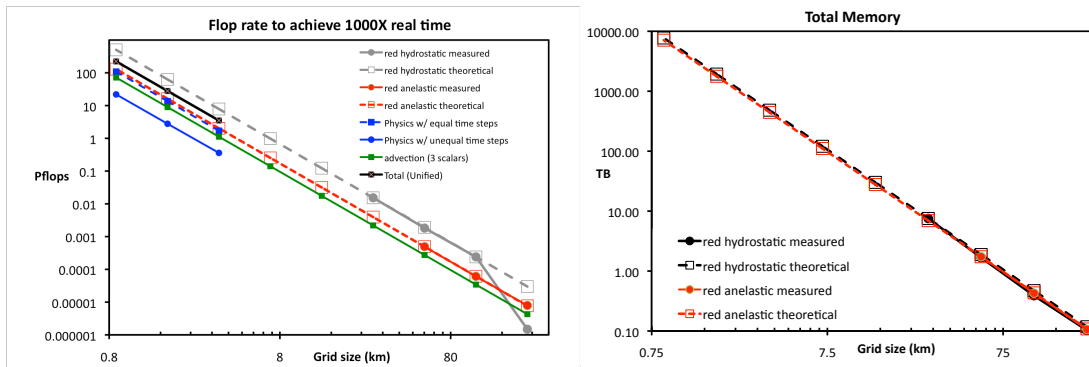 Flop rate to achieve 1000X real time
100
10
1
0.1
0.01
0.001
0.0001
0.00001
0.000001
Pflops
red hydrostatic measured
red hydrostatic theoretical
red anelastic measured
red anelastic theoretical
Physics w/ equal time steps
Physics w/ unequal time steps
advection (3 scalars)
Total (Unified)
0.8
8
80
Grid size (km)
Total Memory
10000.00
1000.00
100.00
10.00
1.00
0.10
TB
red hydrostatic measured
red hydrostatic theoretical
red anelastic measured
red anelastic theoretical
0.75
7.5
75
Grid size (km)